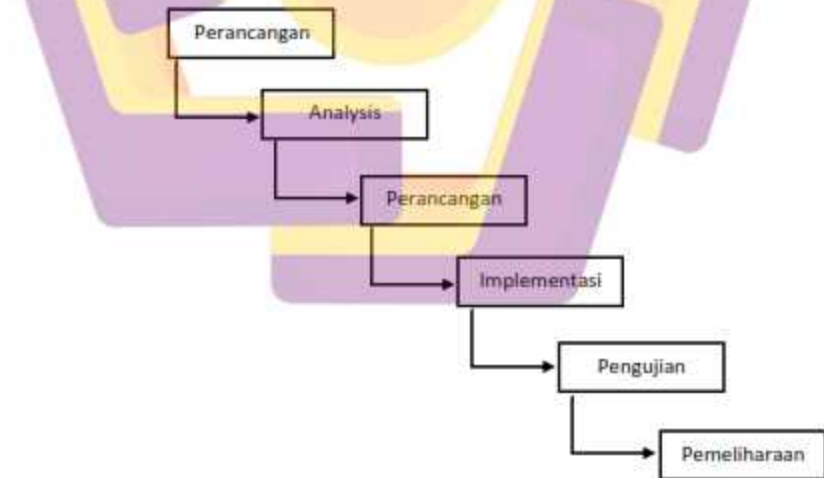 Perancangan
Analysis
Perancangan
Implementasi
Pengujian
Pemeliharaan